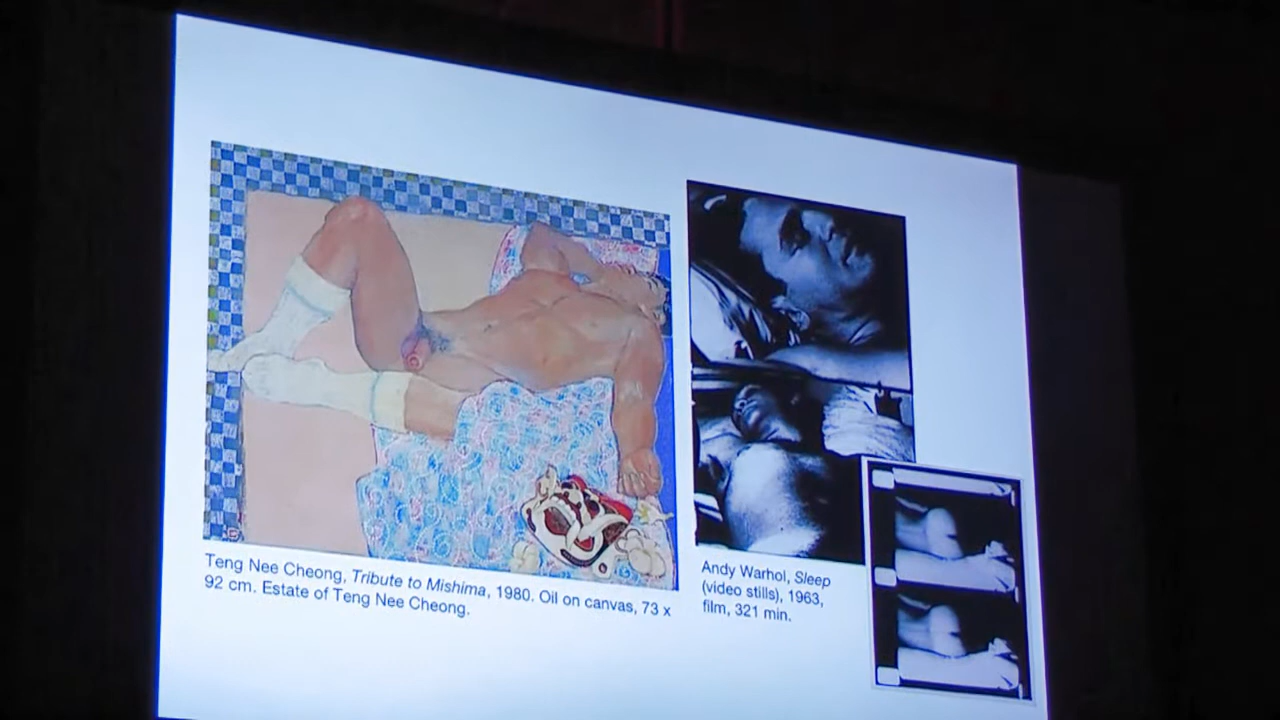 Teng Nee Cheong, Tribute to Mishima, 1980. Oil on canvas, 73 x
92 cm. Estate of Teng Nee Cheong.
Andy Warhol, Sleep
(video stills), 1963,
film, 321 min.